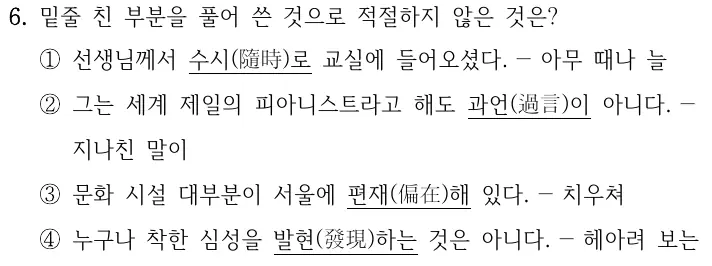 6. 밑줄 친 부분을 풀어 쓴 것으로 적절하지 않은 것은?
① 선생님께서 수시(隨時)로 교실에 들어오셨다. – 아무 때나 늘
② 그는 세계 제일의 피아니스트라고 해도 과언(過言)이 아니다. –
지나친 말이
③ 문화 시설 대부분이 서울에 편재(偏在)해 있다. – 치우쳐
④ 누구나 착한 심성을 발현(發現)하는 것은 아니다. – 헤아려 보는